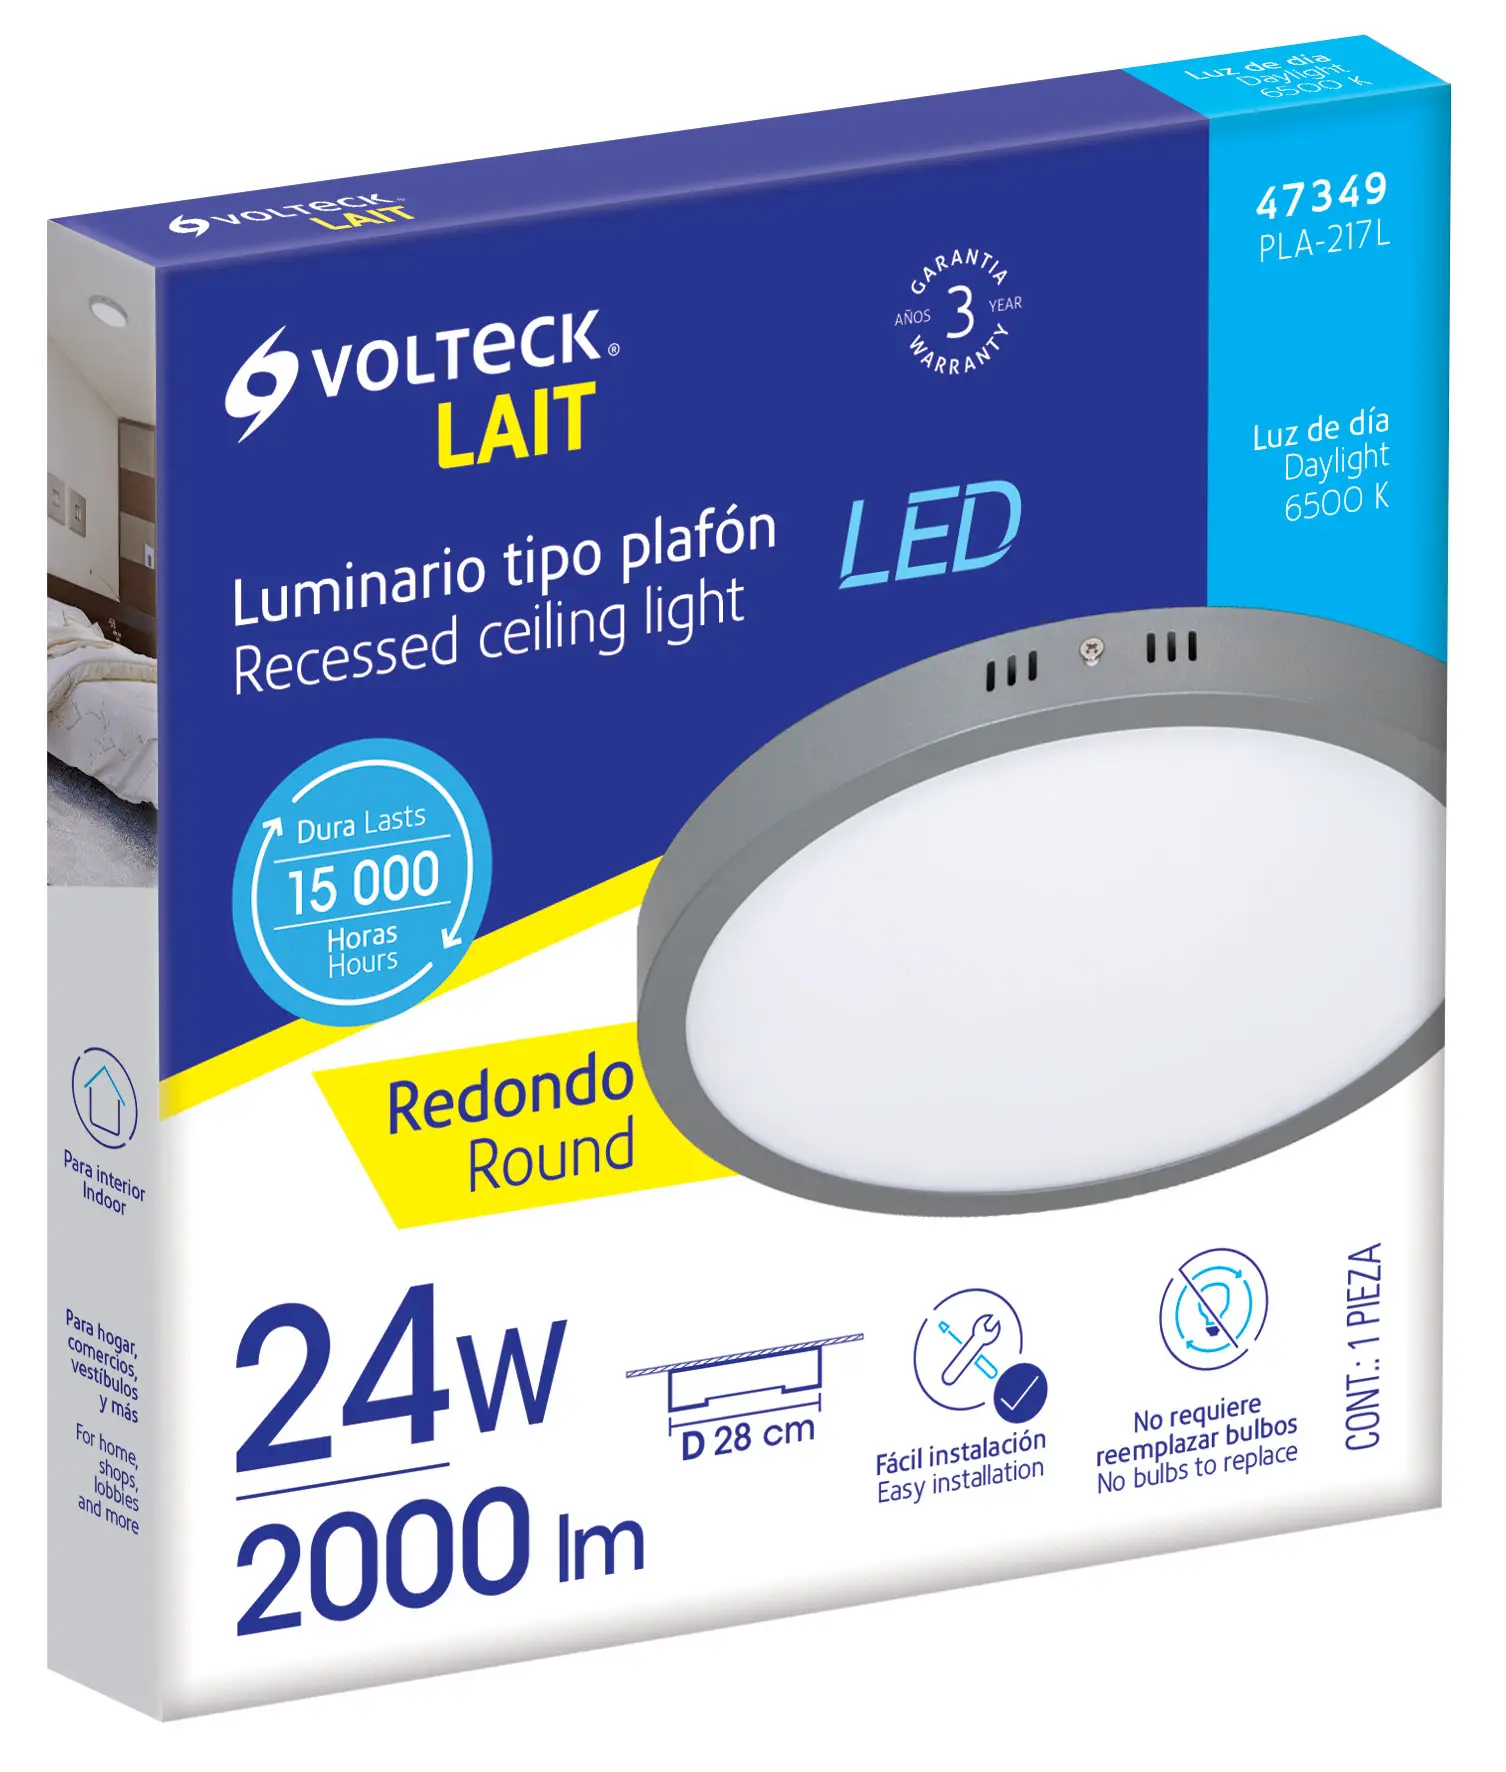 VOLTECK
LAIT
Luz de día
Daylight
6500 K
47349
PLA-217L
GARANTIA
AÑOS 3 YEAR
WARRANTY
VOLTECK®
LAIT
Luz de día
Daylight
6500 K
LED
Luminario tipo plafón
Recessed ceiling light
Dura Lasts
15 000
Horas
Hours
Redondo
Round
Para interior
Indoor
Para hogar,
comercios,
vestíbulos
y más
For home,
shops,
lobbies
and more
24W
2000 lm
D 28 cm
Fácil instalación
Easy installation
No requiere
reemplazar bulbos
No bulbs to replace
CONT.: 1 PIEZA